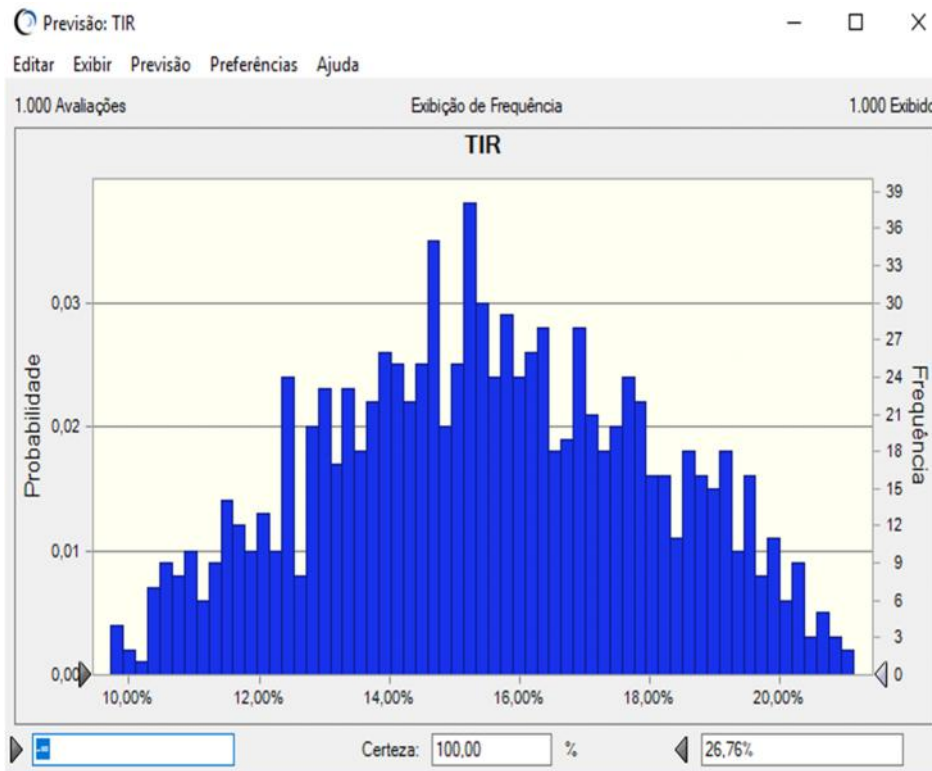 Previsão: TIR
Editar Exibir Previsão Preferências Ajuda
1.000 Avaliações Exibição de Frequência 1.000 Exibido
TIR
Probabilidade
0,03
0,02
0,01
0,00
39
36
33
30
27
24
21
18
15
12
9
6
3
0
Frequência
10,00% 12,00% 14,00% 16,00% 18,00% 20,00%
Certeza: 100,00 % 26,76%